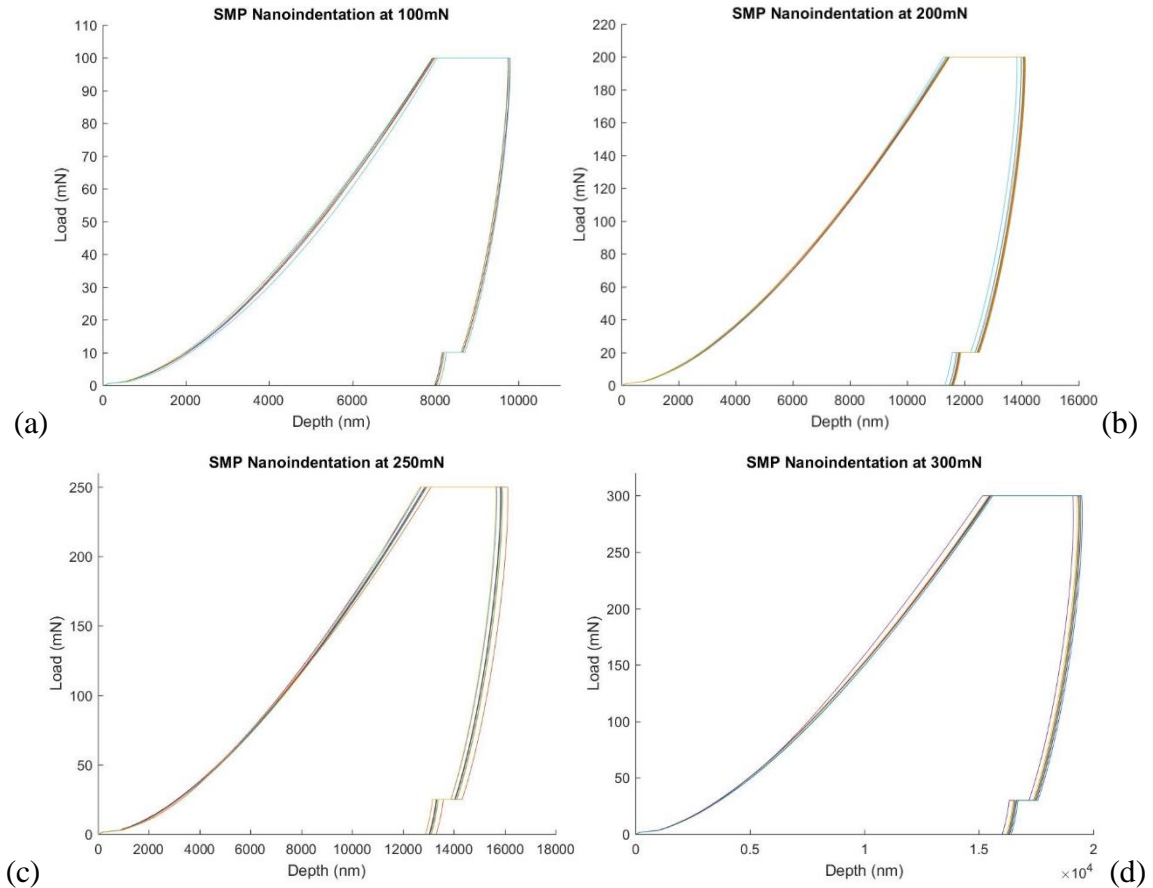 SMP Nanoindentation at 100mN
110
100
90
80
70
60
50
40
30
20
10
0
Load (mN)
0 2000 4000 6000 8000 10000
Depth (nm)
(a)
SMP Nanoindentation at 200mN
220
200
180
160
140
120
100
80
60
40
20
0
Load (mN)
0 2000 4000 6000 8000 10000 12000 14000 16000
Depth (nm)
(b)
SMP Nanoindentation at 250mN
250
200
150
100
50
0
Load (mN)
0 2000 4000 6000 8000 10000 12000 14000 16000 18000
Depth (nm)
(c)
SMP Nanoindentation at 300mN
300
250
200
150
100
50
0
Load (mN)
0 0.5 1 1.5 2
Depth (nm)
×10⁴
(d)